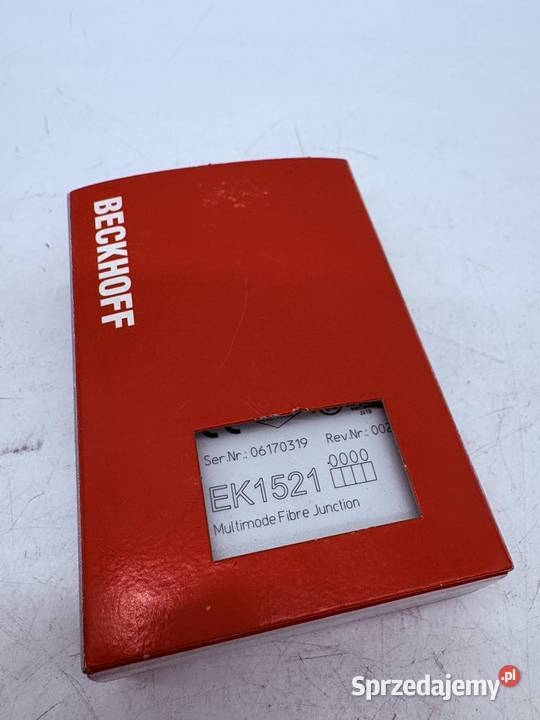 BECKHOFF
Ser.Nr.: 06170319 Rev.Nr.: 002
EK1521-0000
Multimode Fibre Junction
Sprzedajemy.pl